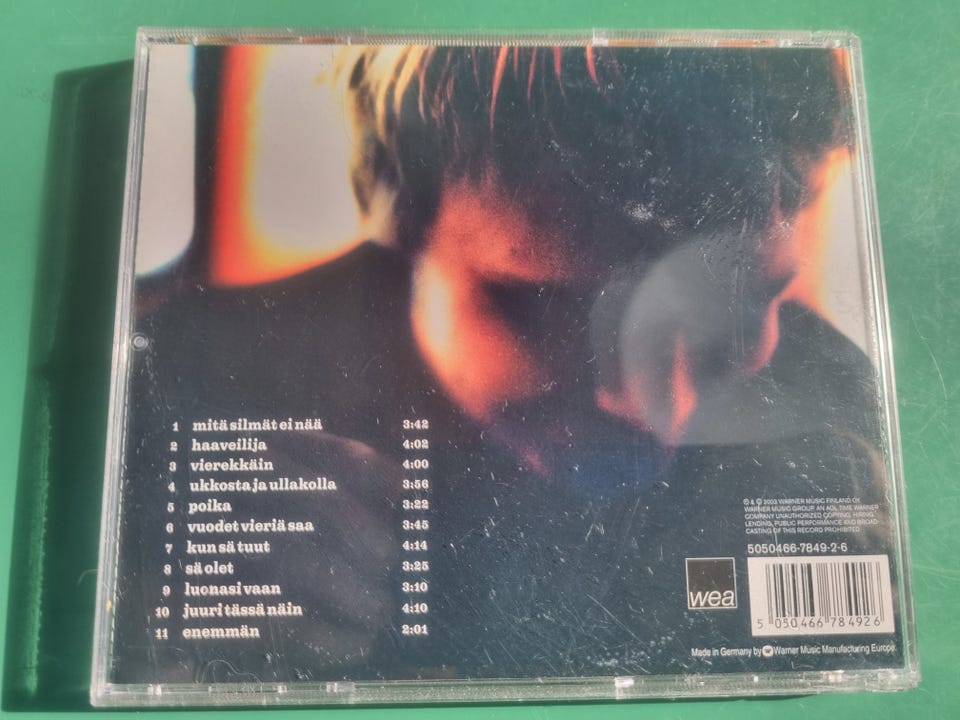 1 mitä silmät ei nää 3:42
2 haaveilija 4:02
3 vierekkäin 4:00
4 ukkosta ja ullakolla 3:56
5 poika 3:22
6 vuodet vieriä saa 3:45
7 kun sä tuut 4:14
8 sä olet 3:25
9 luonasi vaan 3:10
10 juuri tässä näin 4:10
11 enemmän 2:01
℗ & © 2003 WARNER MUSIC FINLAND OY.
WARNER MUSIC GROUP. AN AOL TIME WARNER
COMPANY. UNAUTHORIZED COPYING, HIRING,
LENDING, PUBLIC PERFORMANCE AND BROAD-
CASTING OF THIS RECORD PROHIBITED
5050466-7849-2-6
wea
5 050466 784926
Made in Germany by Warner Music Manufacturing Europe.